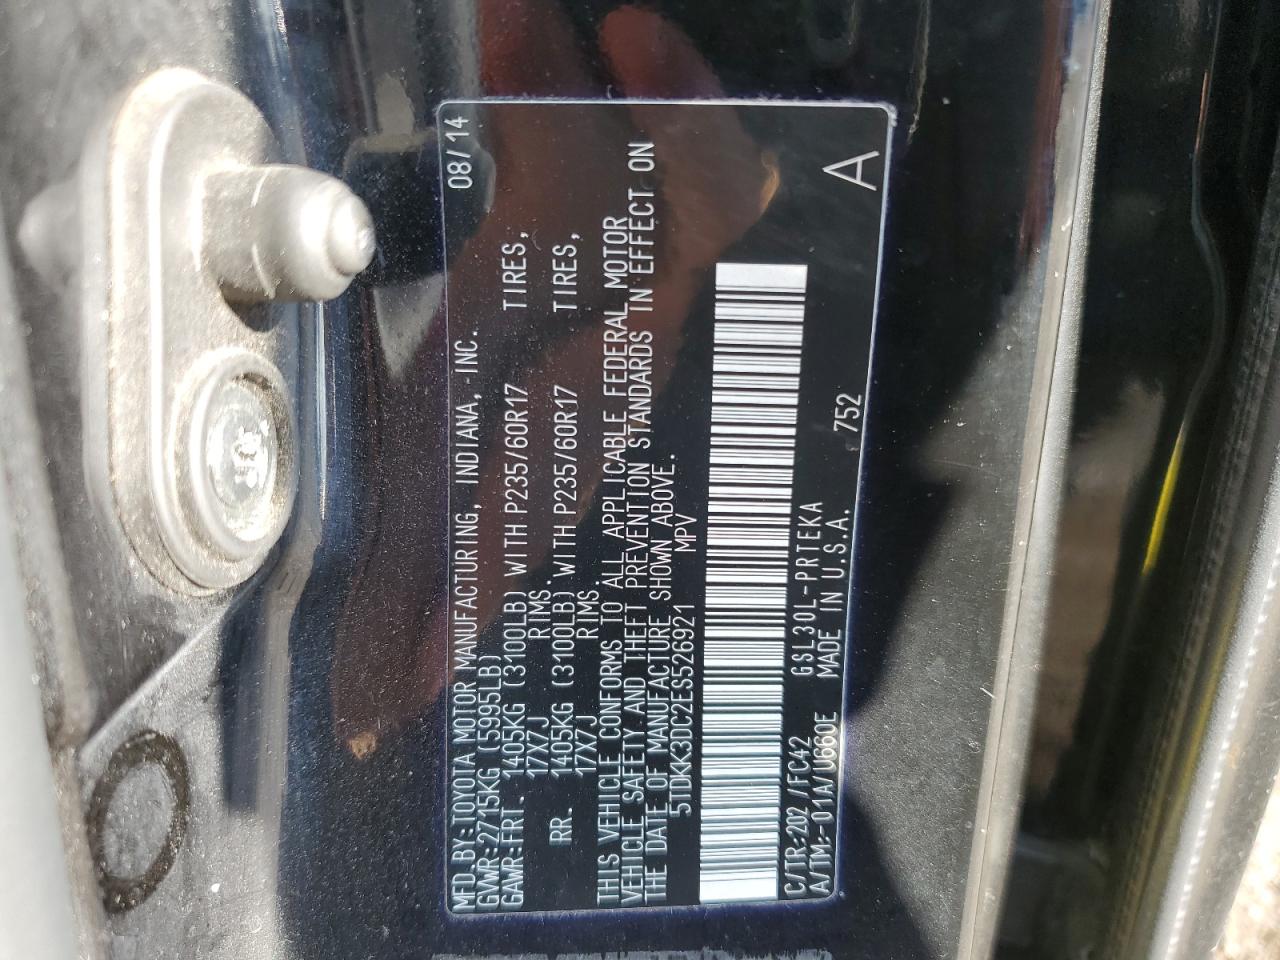 MFD. BY: TOYOTA MOTOR MANUFACTURING, INDIANA, INC. 08/14
GVWR: 2715KG (5995LB)
GAWR: FRT. 1405KG (3100LB) WITH P235/60R17 TIRES,
17X7J RIMS
RR. 1405KG (3100LB) WITH P235/60R17 TIRES,
17X7J RIMS.
THIS VEHICLE CONFORMS TO ALL APPLICABLE FEDERAL MOTOR
VEHICLE SAFETY AND THEFT PREVENTION STANDARDS IN EFFECT ON
THE DATE OF MANUFACTURE SHOWN ABOVE.
5TDKK3DC2ES526921 MPV
C/TR: 202 /FC42 GSL30L-PRTEKA 752 A
A/TM: -01A/U660E MADE IN U.S.A.